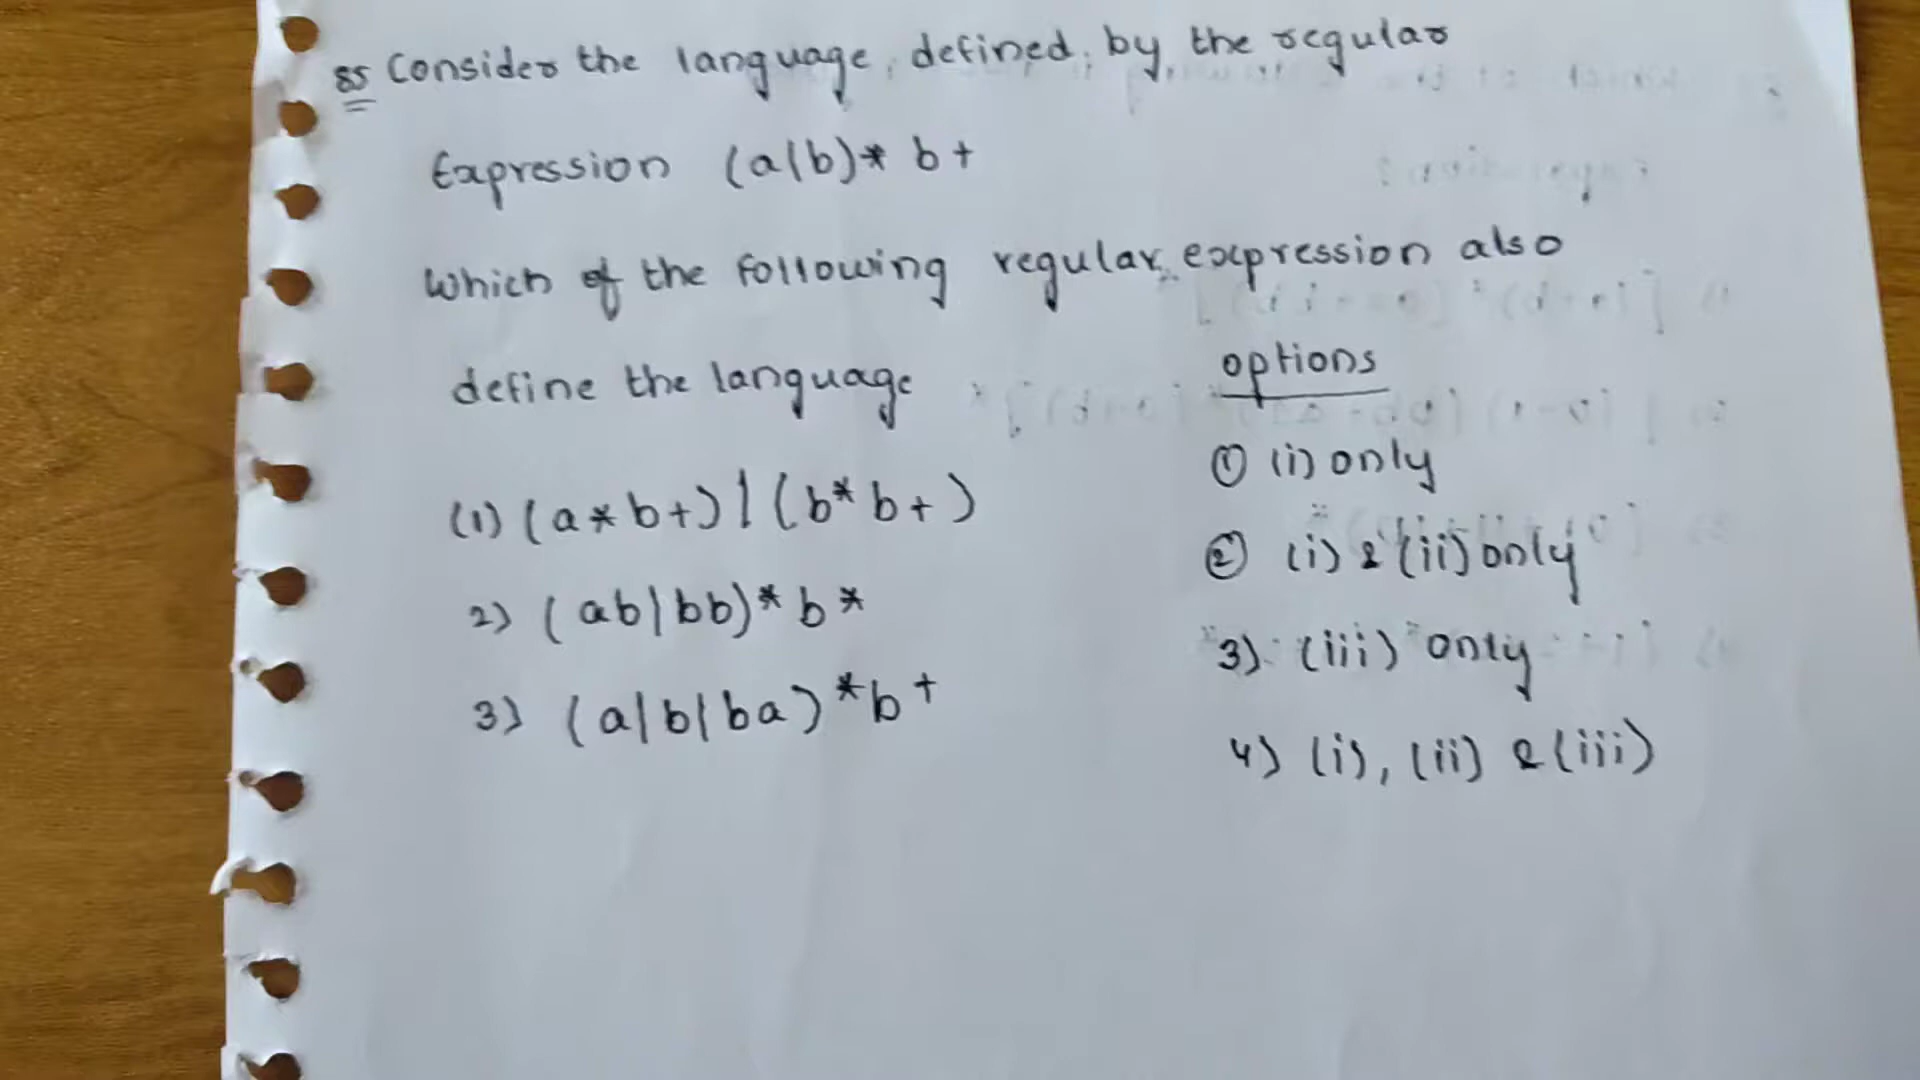 85 Consider the language defined by the regular
Expression (a|b)* b+
Which of the following regular expression also
define the language
(1) (a*b+)|(b*b+)
2) (ab|bb)*b*
3) (a|b|ba)*b+
options
① (i) only
② (i) & (ii) only
3) (iii) only
4) (i), (ii) & (iii)